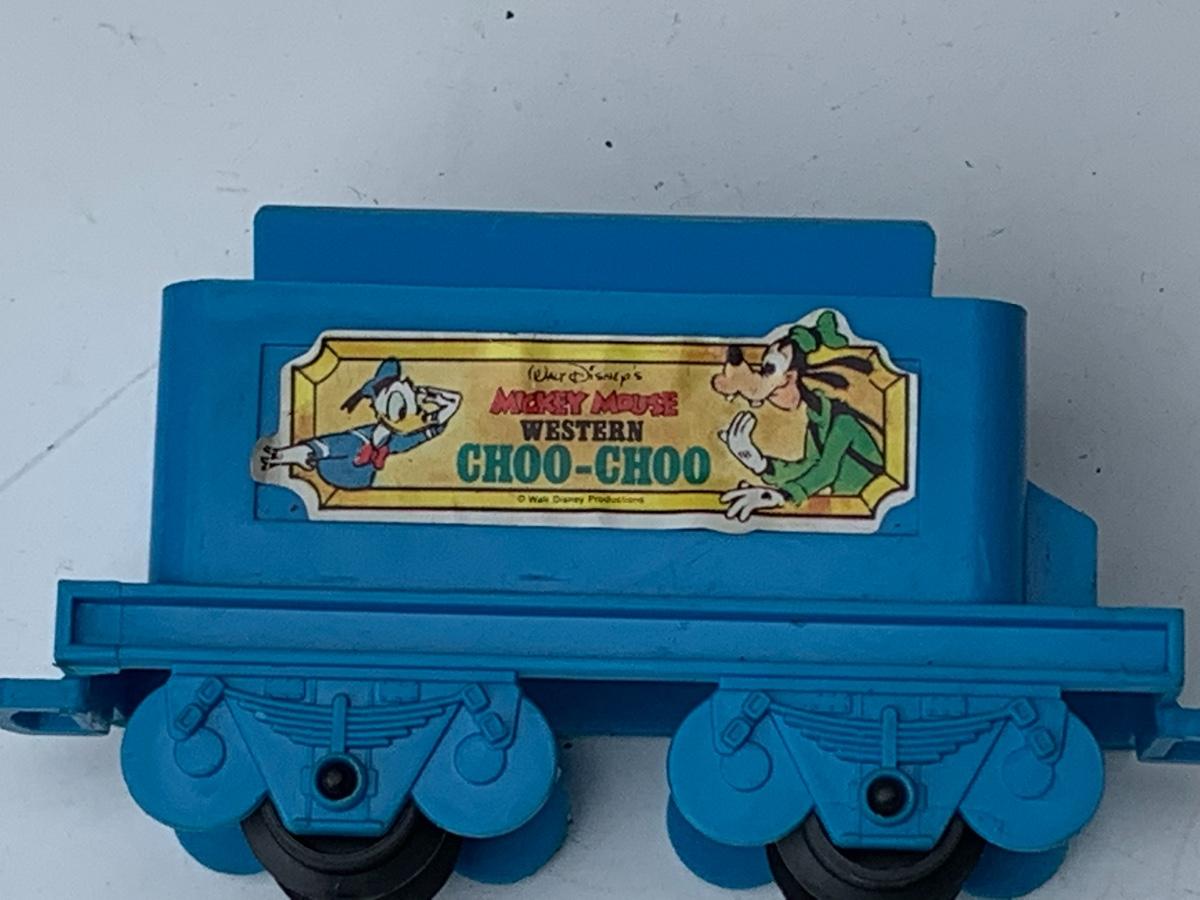 Walt Disney's
MICKEY MOUSE
WESTERN
CHOO-CHOO
© Walt Disney Productions